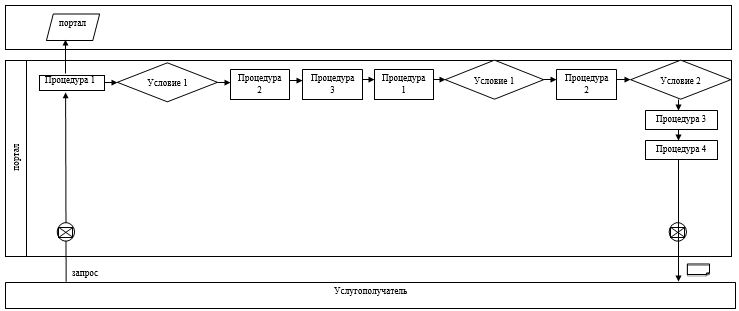 портал
портал
Процедура 1
Условие 1
Процедура
2
Процедура
3
Процедура
1
Условие 1
Процедура
2
Условие 2
Процедура 3
Процедура 4
запрос
Услугополучатель